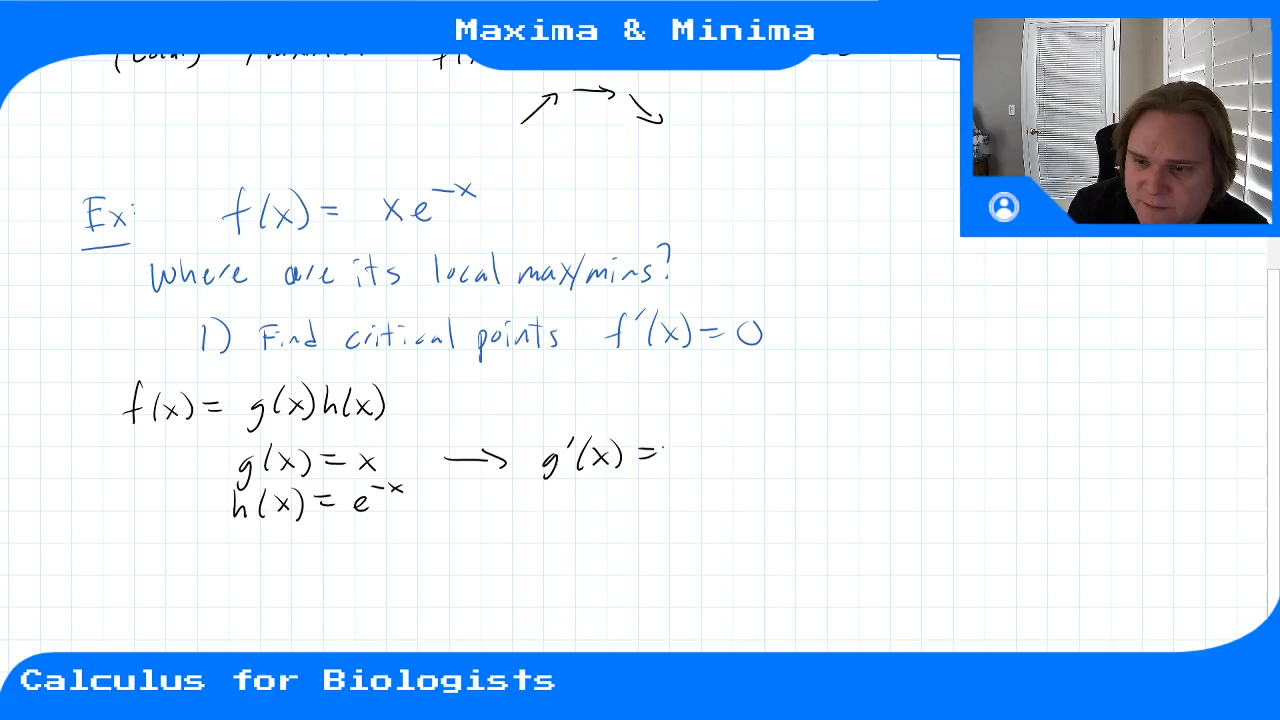 Maxima & Minima
Ex: f(x) = xe^{-x}
Where are its local max/mins?
1) Find critical points f'(x) = 0
f(x) = g(x)h(x)
g(x) = x → g'(x) =
h(x) = e^{-x}
Calculus for Biologists